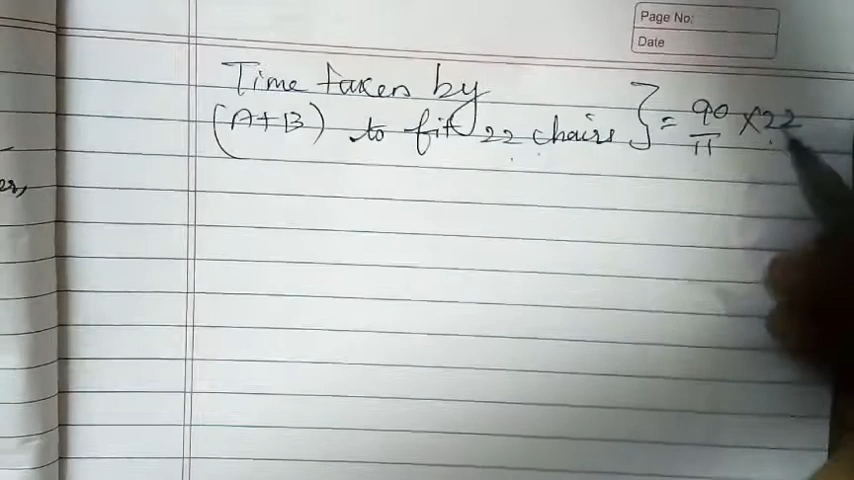 Page No:
Date
Time taken by
(A+B) to fit 22 chairs } = 90/11 × 22